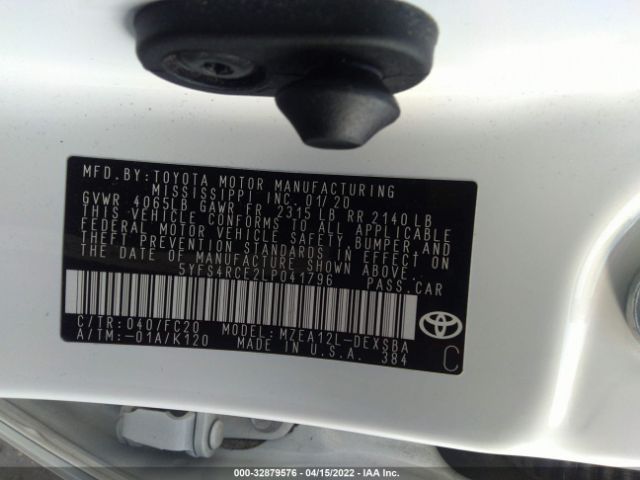 MFD.BY:TOYOTA MOTOR MANUFACTURING
MISSISSIPPI INC. 01/20
GVWR 4065LB GAWR FR 2315 LB RR 2140 LB
THIS VEHICLE CONFORMS TO ALL APPLICABLE
FEDERAL MOTOR VEHICLE SAFETY, BUMPER, AND
THEFT PREVENTION STANDARDS IN EFFECT ON
THE DATE OF MANUFACTURE SHOWN ABOVE.
5YFS4RCE2LP041796 PASS.CAR
C/TR:040/FC20 MODEL:MZEA12L-DEXSBA
A/TM:-01A/K120 MADE IN U.S.A. 384
TOYOTA
C
000-32879576 - 04/15/2022 - IAA Inc.